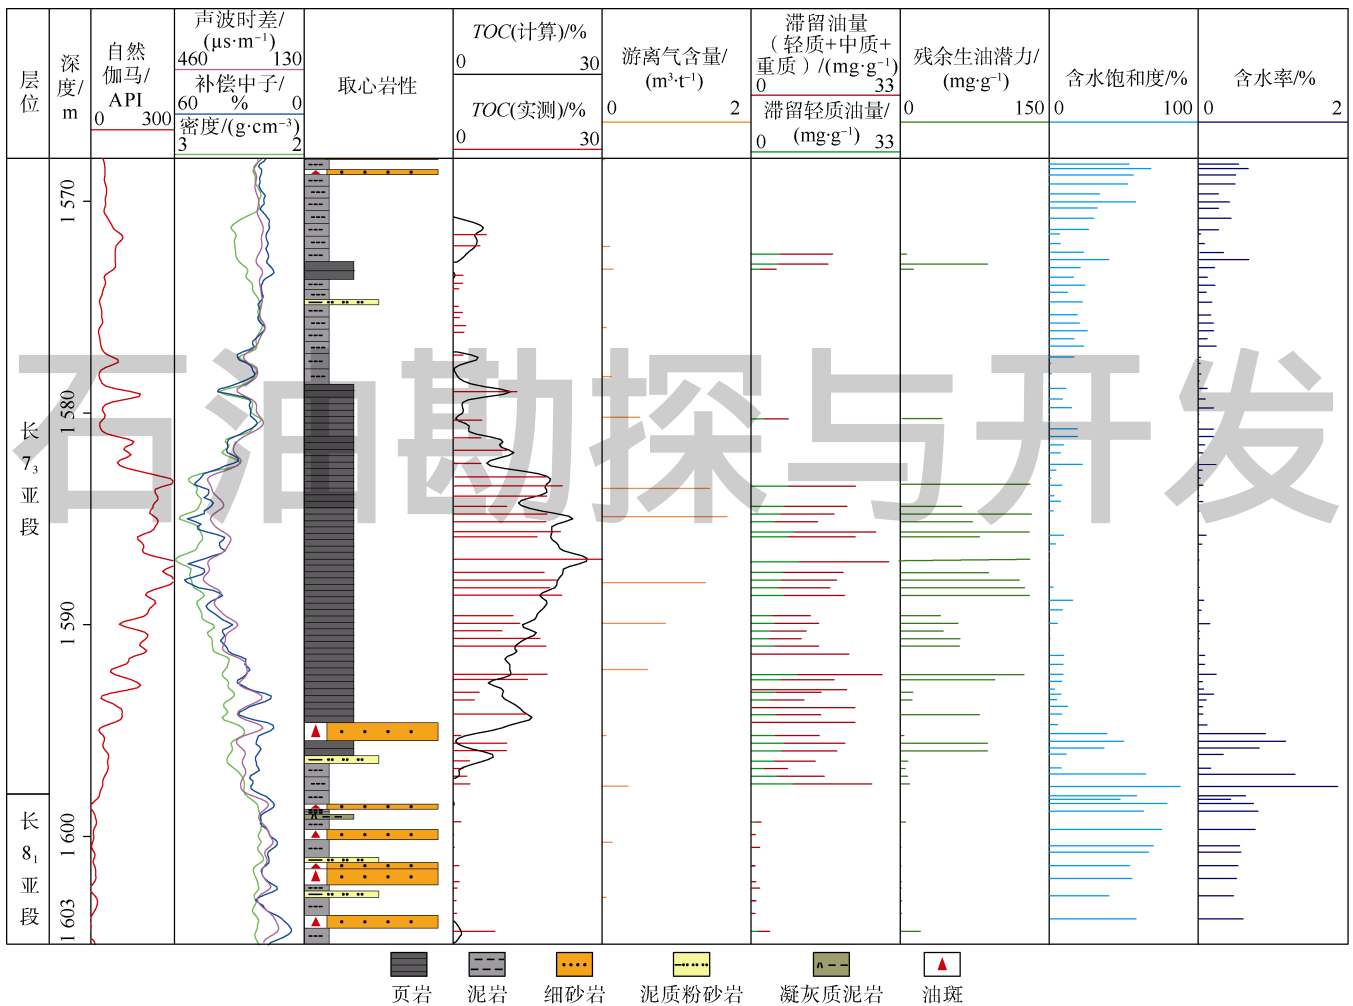 层位
深度/m
自然伽马/API
0 300
声波时差/(μs·m⁻¹)
460 130
补偿中子/%
60 0
密度/(g·cm⁻³)
3 2
取心岩性
TOC(计算)/%
0 30
TOC(实测)/%
0 30
游离气含量/(m³·t⁻¹)
0 2
滞留油量
（轻质+中质+
重质）/(mg·g⁻¹)
0 33
滞留轻质油量/
(mg·g⁻¹)
0 33
残余生油潜力/
(mg·g⁻¹)
0 150
含水饱和度/%
0 100
含水率/%
0 2
长7₃亚段
长8₁亚段
1 570
1 580
1 590
1 600
1 603
石油勘探与开发
页岩 泥岩 细砂岩 泥质粉砂岩 凝灰质泥岩 油斑